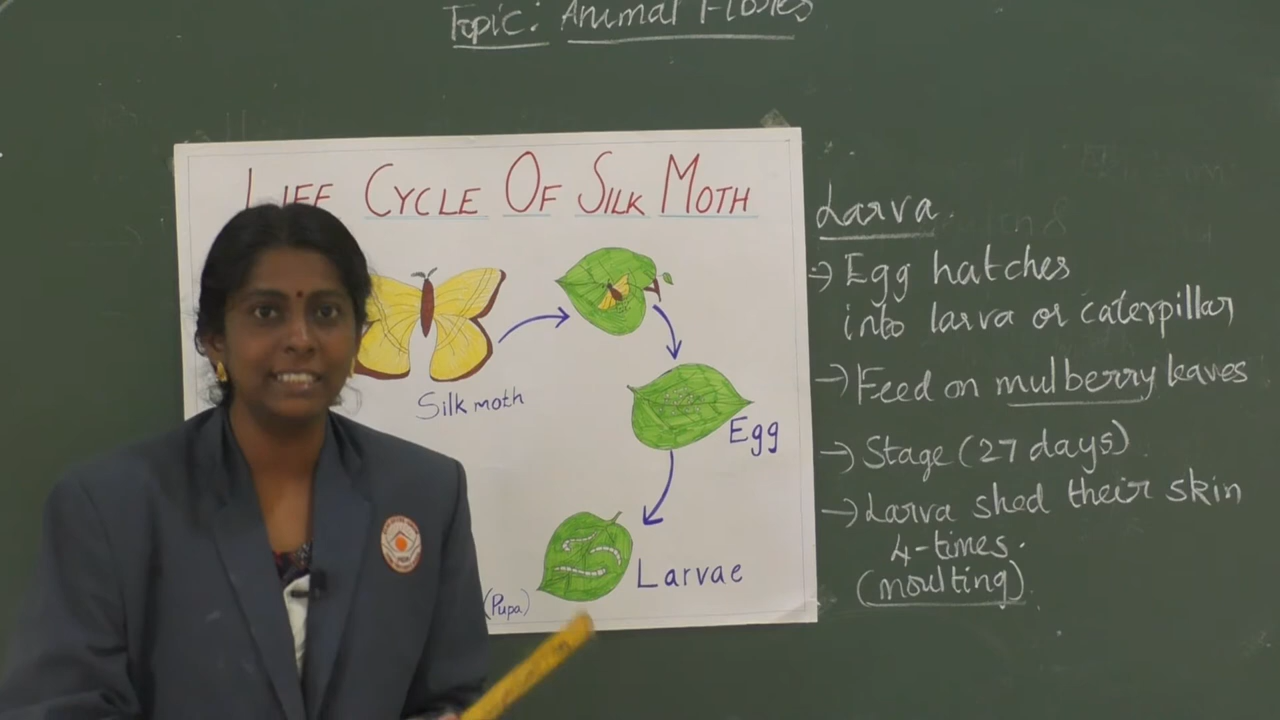 Topic: Animal Fibres
LIFE CYCLE OF SILK MOTH
Silk moth
Egg
Larvae
(Pupa)
Larva.
→ Egg hatches
into larva or caterpillar
→ Feed on mulberry leaves
→ Stage (27 days)
→ Larva shed their skin
4-times.
(moulting)